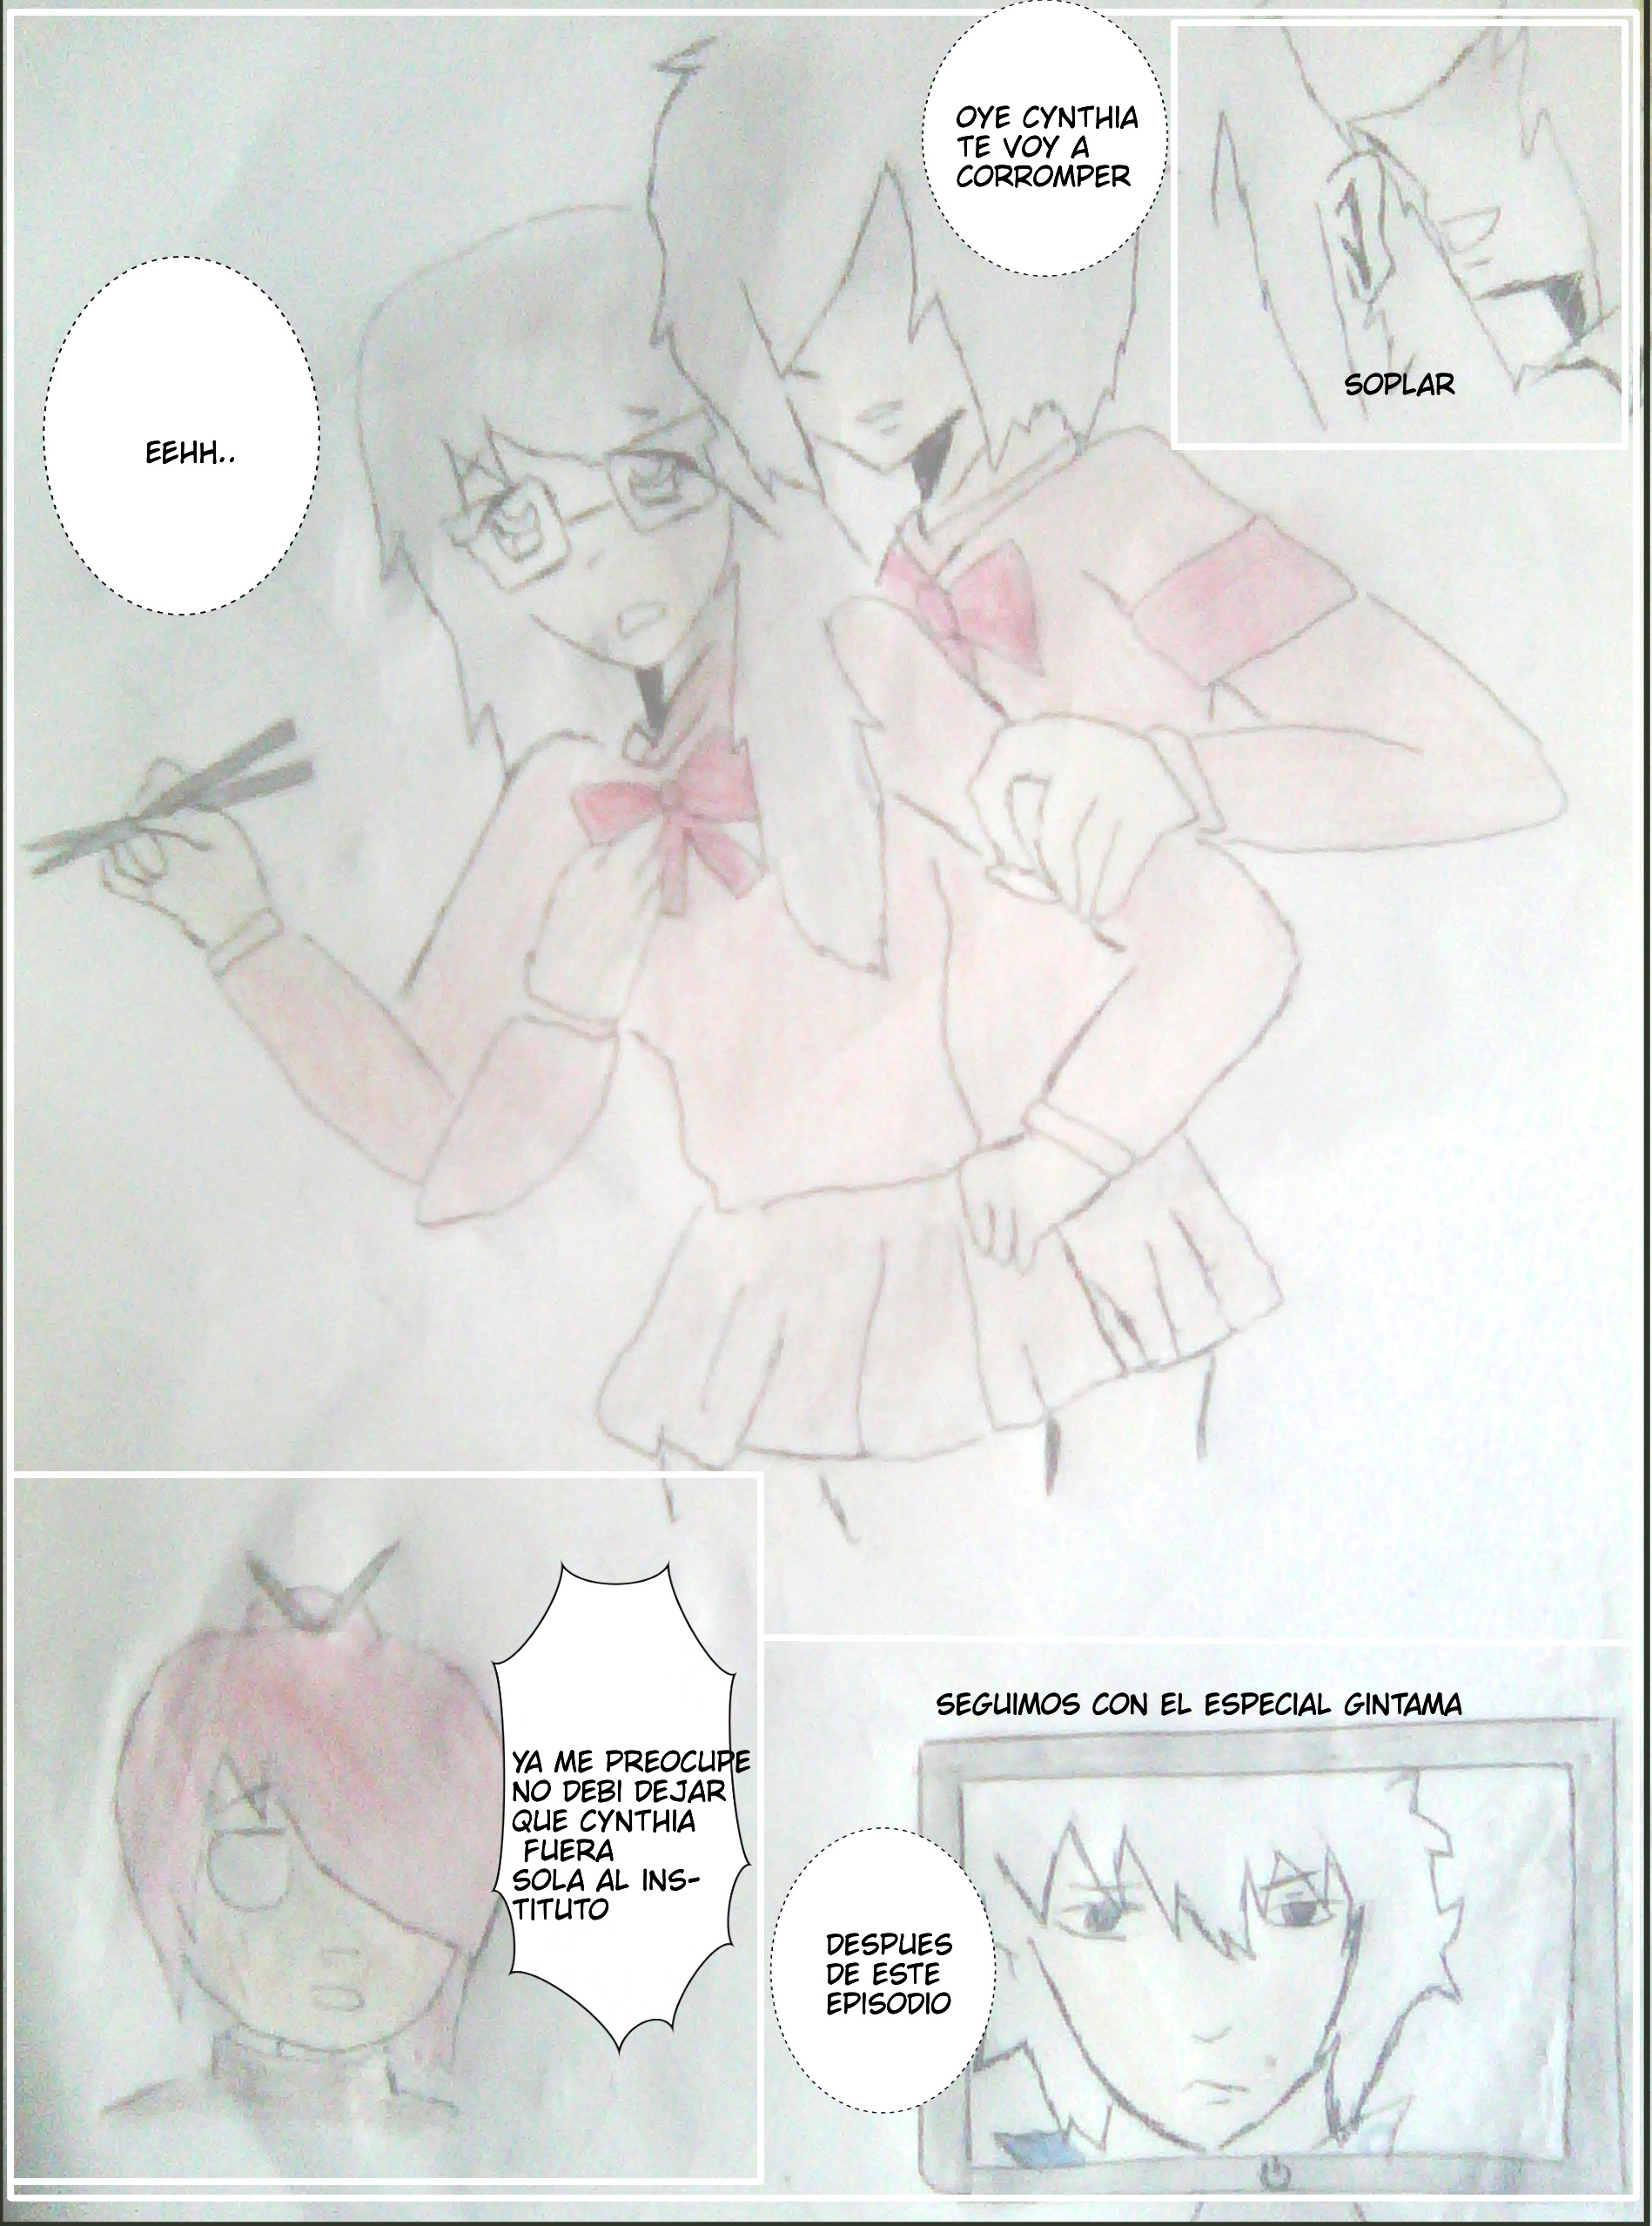 OYE CYNTHIA
TE VOY A
CORROMPER
SOPLAR
EEHH..
YA ME PREOCUPE
NO DEBI DEJAR
QUE CYNTHIA
FUERA
SOLA AL INS-
TITUTO
SEGUIMOS CON EL ESPECIAL GINTAMA
DESPUES
DE ESTE
EPISODIO